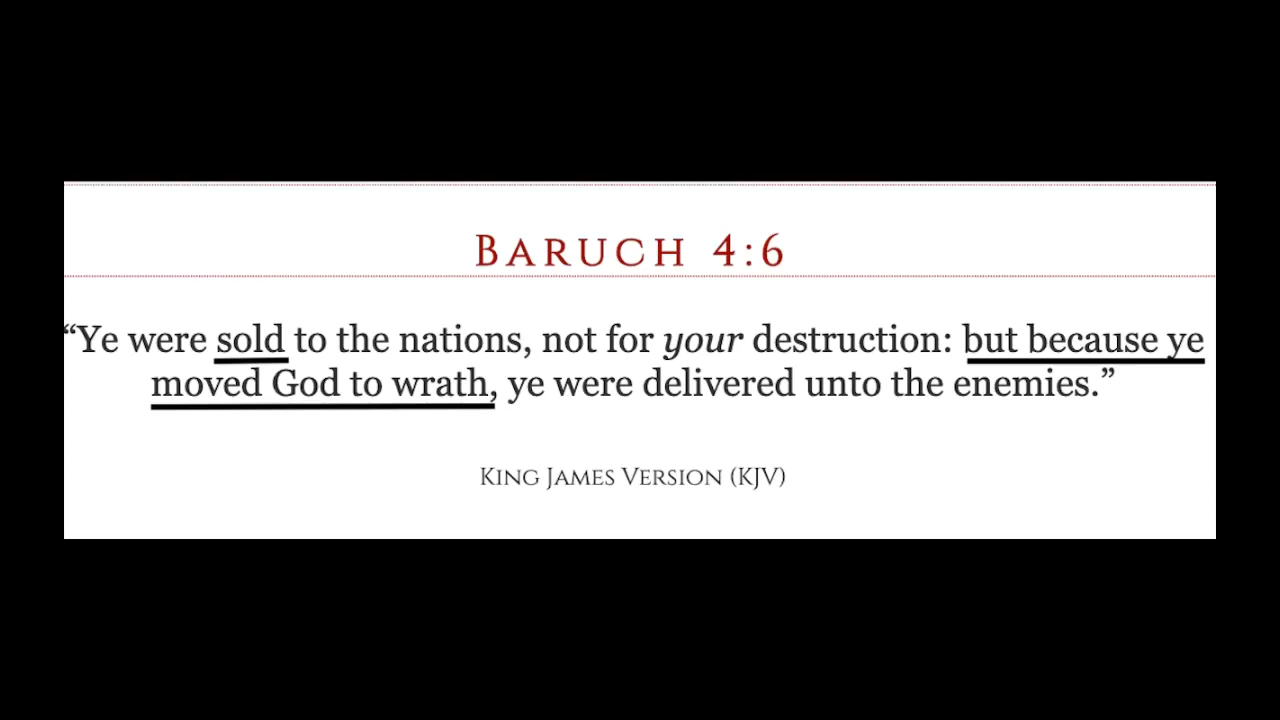 Baruch 4:6
“Ye were sold to the nations, not for your destruction: but because ye
moved God to wrath, ye were delivered unto the enemies.”
King James Version (KJV)